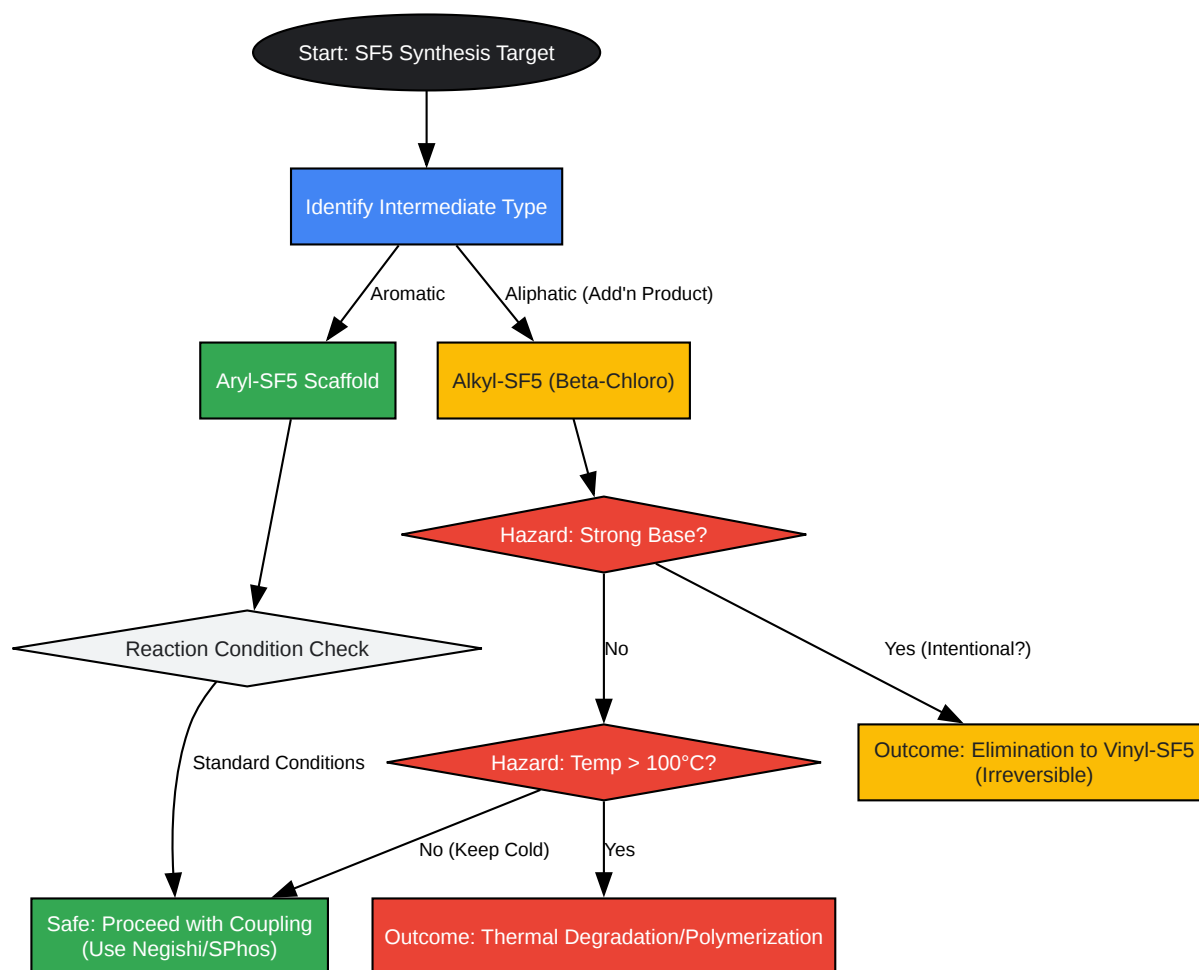 Start: SF5 Synthesis Target
Identify Intermediate Type
Aromatic
Aliphatic (Add'n Product)
Aryl-SF5 Scaffold
Alkyl-SF5 (Beta-Chloro)
Hazard: Strong Base?
Reaction Condition Check
No
Yes (Intentional?)
Standard Conditions
Hazard: Temp > 100°C?
Outcome: Elimination to Vinyl-SF5
(Irreversible)
No (Keep Cold)
Yes
Safe: Proceed with Coupling
(Use Negishi/SPhos)
Outcome: Thermal Degradation/Polymerization